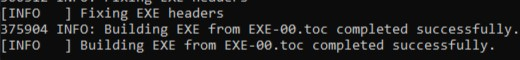 [INFO   ] Fixing EXE headers
375904 INFO: Building EXE from EXE-00.toc completed successfully.
[INFO   ] Building EXE from EXE-00.toc completed successfully.